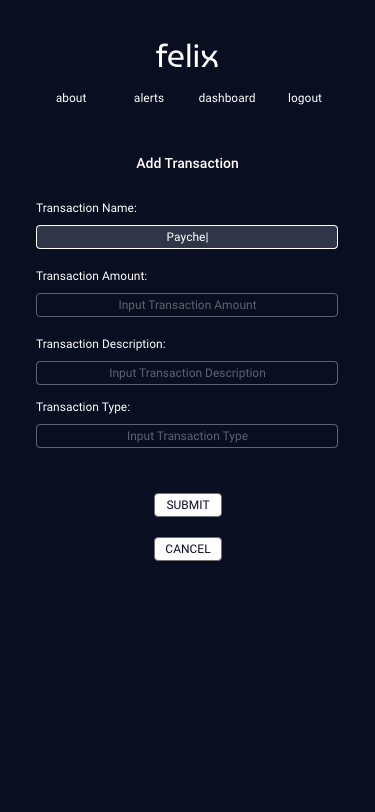 felix
about alerts dashboard logout
Add Transaction
Transaction Name:
Payche|
Transaction Amount:
Input Transaction Amount
Transaction Description:
Input Transaction Description
Transaction Type:
Input Transaction Type
SUBMIT
CANCEL